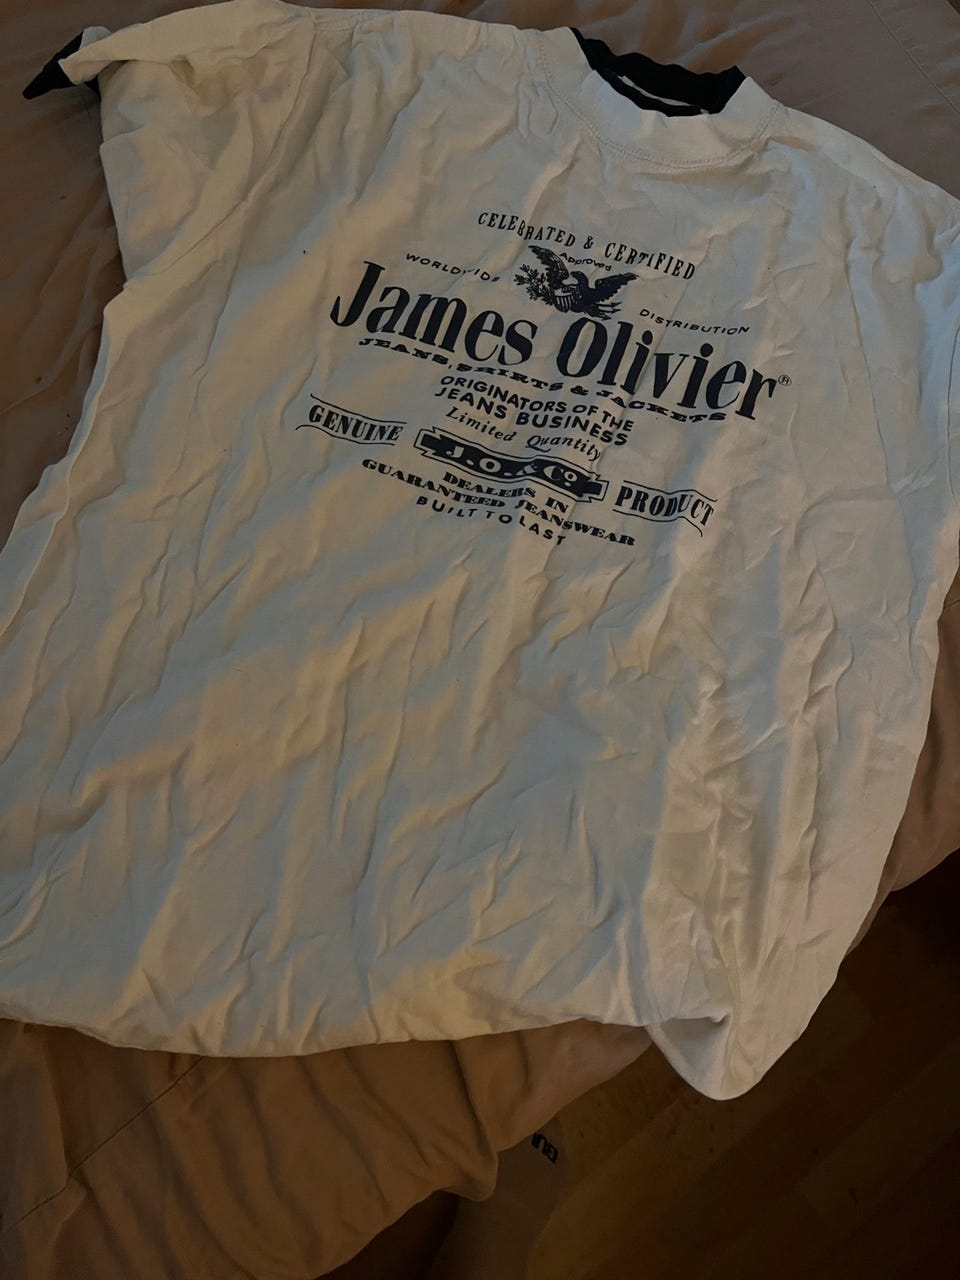 CELEBRATED & CERTIFIED
Approved
WORLDWIDE DISTRIBUTION
James Olivier®
JEANS, SHIRTS & JACKETS
ORIGINATORS OF THE
JEANS BUSINESS
Limited Quantity
GENUINE J.O. & Co PRODUCT
DEALERS IN
GUARANTEED JEANSWEAR
BUILT TO LAST